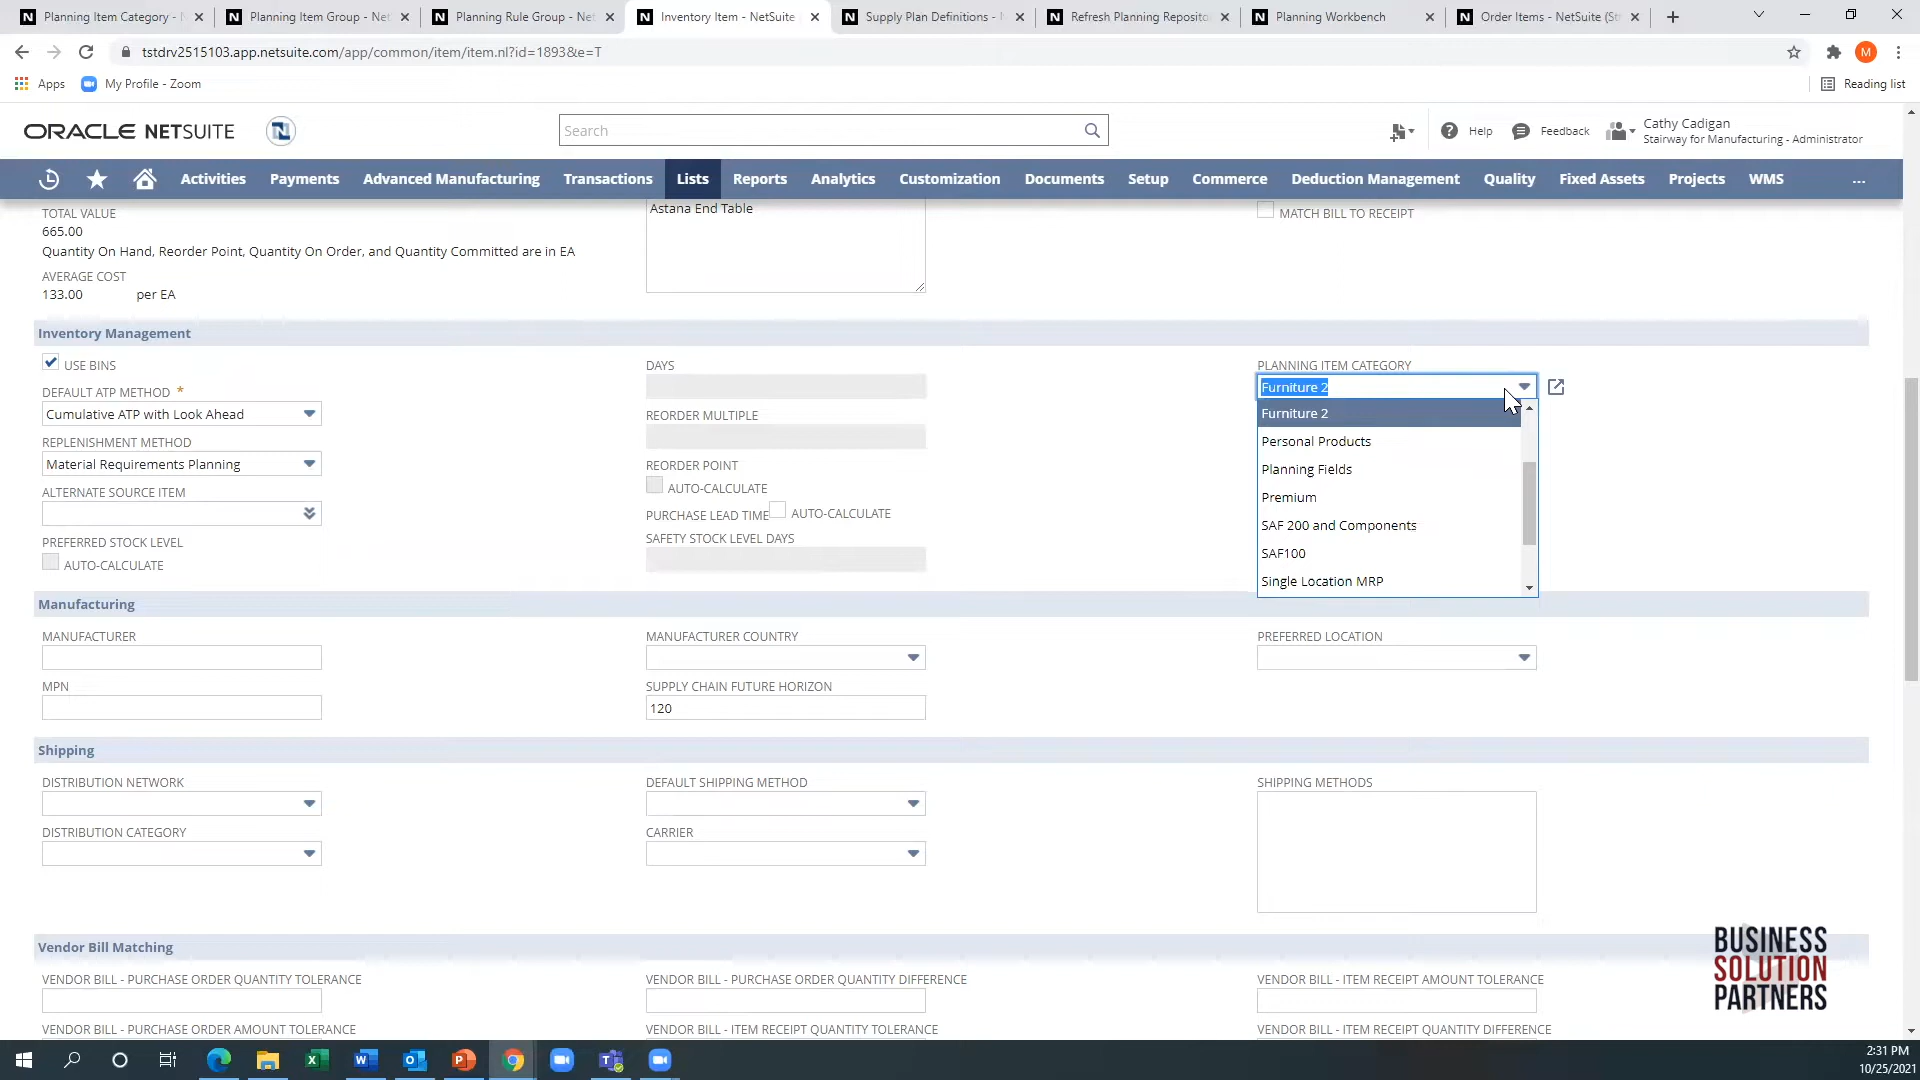 Planning Item Category - N
Planning Item Group - Net
Planning Rule Group - Net
Inventory Item - NetSuite
Supply Plan Definitions - N
Refresh Planning Reposito
Planning Workbench
Order Items - NetSuite (St
tstdrv2515103.app.netsuite.com/app/common/item/item.nl?id=1893&e=T
M
Apps
My Profile - Zoom
Reading list
ORACLE NETSUITE
Search
Help
Feedback
Cathy Cadigan
Stairway for Manufacturing - Administrator
Activities Payments Advanced Manufacturing Transactions Lists Reports Analytics Customization Documents Setup Commerce Deduction Management Quality Fixed Assets Projects WMS ...
TOTAL VALUE
665.00
Quantity On Hand, Reorder Point, Quantity On Order, and Quantity Committed are in EA
AVERAGE COST
133.00 per EA
Astana End Table
MATCH BILL TO RECEIPT
Inventory Management
USE BINS
DEFAULT ATP METHOD *
Cumulative ATP with Look Ahead
REPLENISHMENT METHOD
Material Requirements Planning
ALTERNATE SOURCE ITEM
PREFERRED STOCK LEVEL
AUTO-CALCULATE
DAYS
REORDER MULTIPLE
REORDER POINT
AUTO-CALCULATE
PURCHASE LEAD TIME AUTO-CALCULATE
SAFETY STOCK LEVEL DAYS
PLANNING ITEM CATEGORY
Furniture 2
Furniture 2
Personal Products
Planning Fields
Premium
SAF 200 and Components
SAF100
Single Location MRP
Manufacturing
MANUFACTURER
MPN
MANUFACTURER COUNTRY
SUPPLY CHAIN FUTURE HORIZON
120
PREFERRED LOCATION
Shipping
DISTRIBUTION NETWORK
DISTRIBUTION CATEGORY
DEFAULT SHIPPING METHOD
CARRIER
SHIPPING METHODS
Vendor Bill Matching
VENDOR BILL - PURCHASE ORDER QUANTITY TOLERANCE
VENDOR BILL - PURCHASE ORDER AMOUNT TOLERANCE
VENDOR BILL - PURCHASE ORDER QUANTITY DIFFERENCE
VENDOR BILL - ITEM RECEIPT QUANTITY TOLERANCE
VENDOR BILL - ITEM RECEIPT AMOUNT TOLERANCE
VENDOR BILL - ITEM RECEIPT QUANTITY DIFFERENCE
BUSINESS
SOLUTION
PARTNERS
2:31 PM
10/25/2021